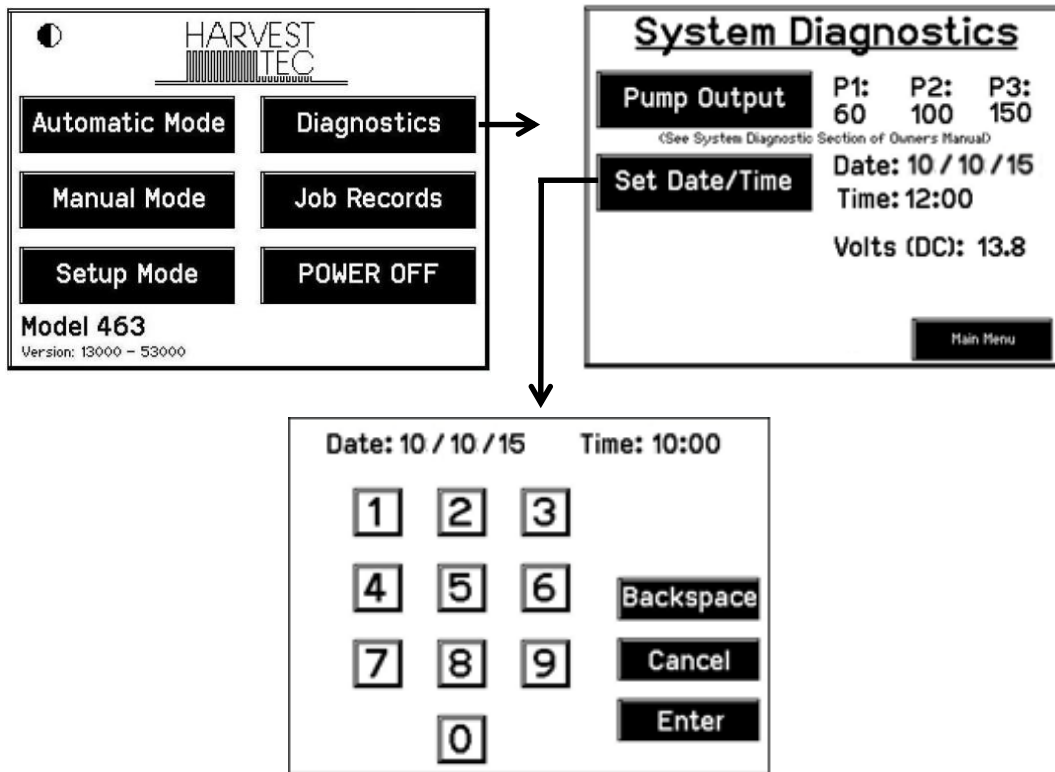 HARVEST
TEC
Automatic Mode
Diagnostics
Manual Mode
Job Records
Setup Mode
POWER OFF
Model 463
Version: 13000 - 53000
System Diagnostics
Pump Output
P1: P2: P3:
60 100 150
(See System Diagnostic Section of Owners Manual)
Set Date/Time
Date: 10 / 10 / 15
Time: 12:00
Volts (DC): 13.8
Main Menu
Date: 10 / 10 / 15 Time: 10:00
1 2 3
4 5 6
Backspace
7 8 9
Cancel
Enter
0